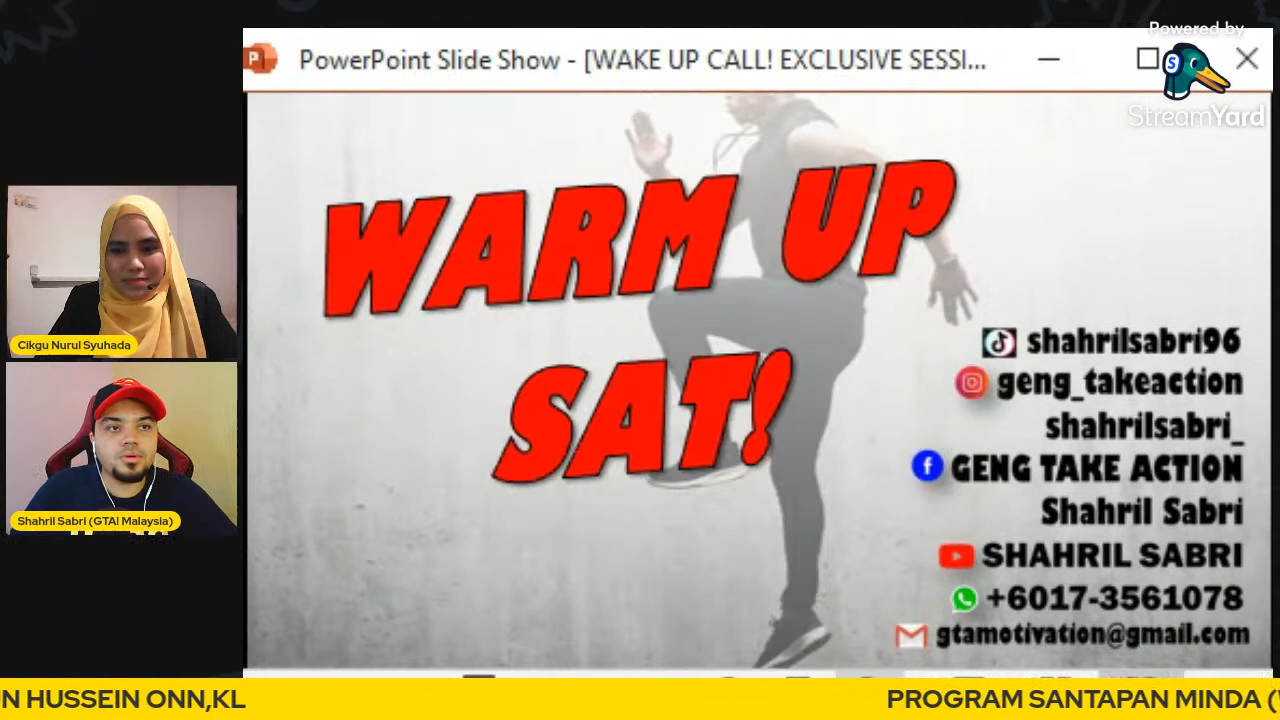 Powered by
StreamYard
PowerPoint Slide Show - [WAKE UP CALL! EXCLUSIVE SESSI...
WARM UP
SAT!
shahrilsabri96
geng_takeaction
shahrilsabri_
GENG TAKE ACTION
Shahril Sabri
SHAHRIL SABRI
+6017-3561078
gtamotivation@gmail.com
Cikgu Nurul Syuhada
Shahril Sabri (GTA! Malaysia)
N HUSSEIN ONN,KL
PROGRAM SANTAPAN MINDA (